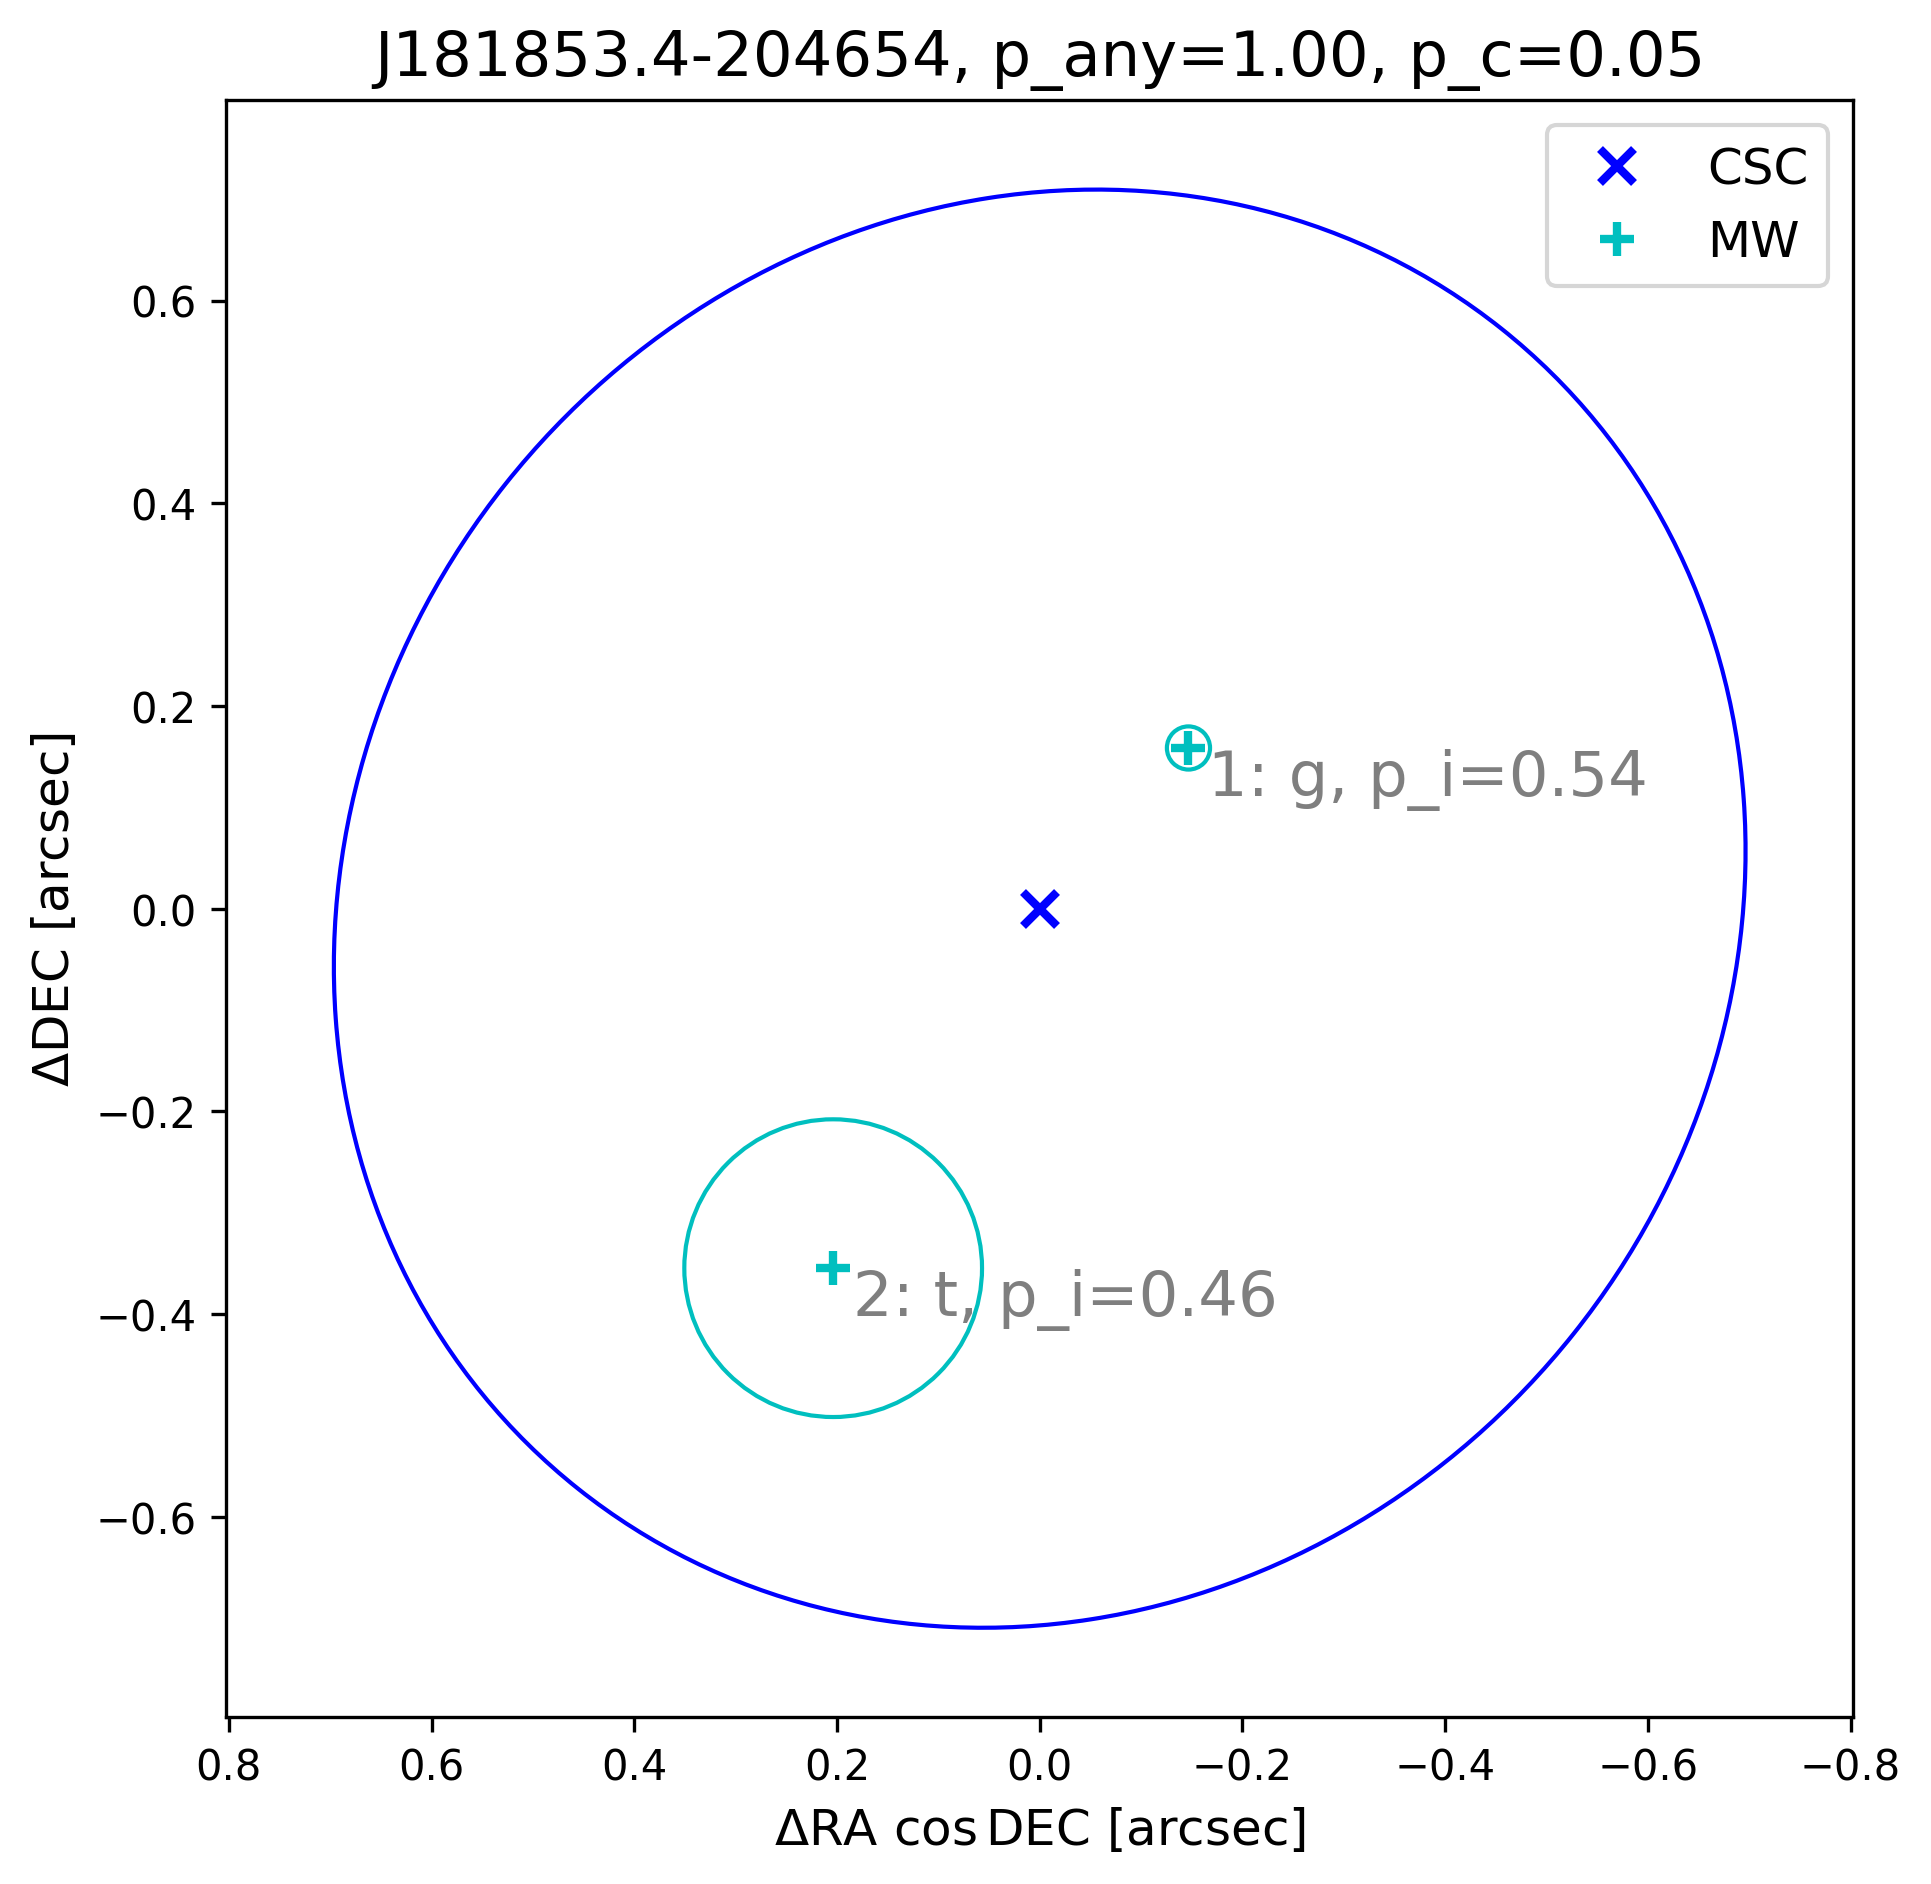 J181853.4-204654, p_any=1.00, p_c=0.05
CSC
MW
0.6
0.4
0.2
0.0
−0.2
−0.4
−0.6
ΔDEC [arcsec]
1: g, p_i=0.54
2: t, p_i=0.46
0.8 0.6 0.4 0.2 0.0 −0.2 −0.4 −0.6 −0.8
ΔRA cos DEC [arcsec]